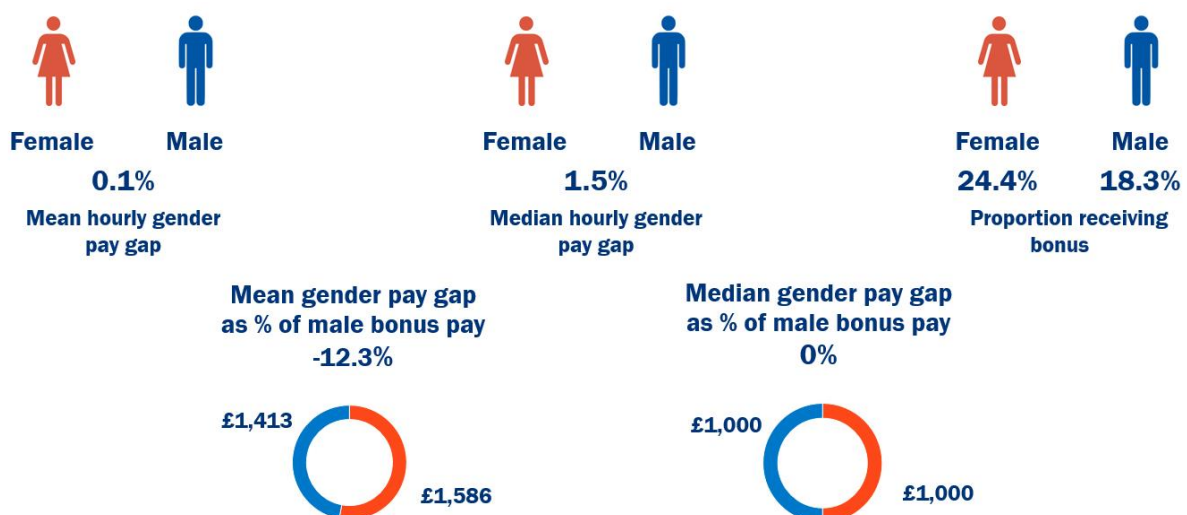 Female Male
0.1%
Mean hourly gender
pay gap
Female Male
1.5%
Median hourly gender
pay gap
Female Male
24.4% 18.3%
Proportion receiving
bonus
Mean gender pay gap
as % of male bonus pay
-12.3%
£1,413
£1,586
Median gender pay gap
as % of male bonus pay
0%
£1,000
£1,000